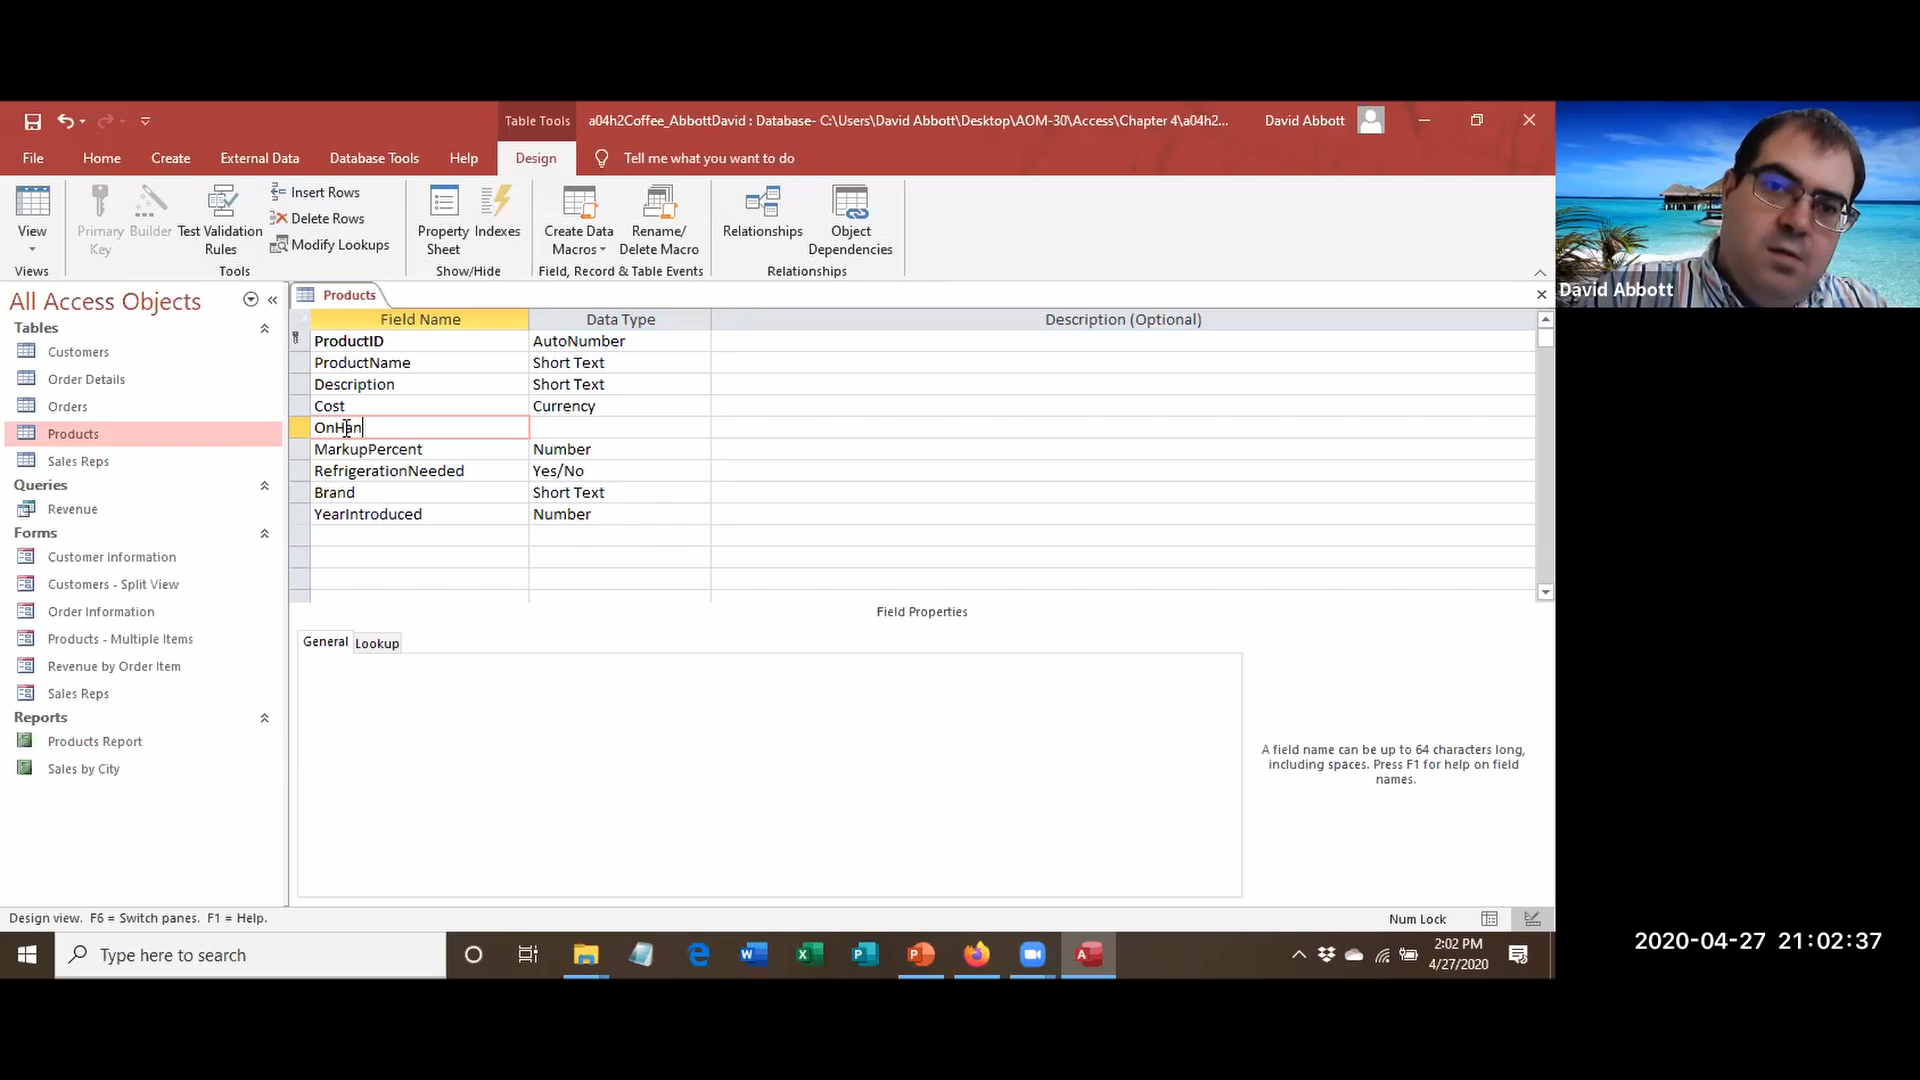 Table Tools
a04h2Coffee_AbbottDavid : Database- C:\Users\David Abbott\Desktop\AOM-30\Access\Chapter 4\a04h2...
David Abbott
File
Home
Create
External Data
Database Tools
Help
Design
Tell me what you want to do
View
Primary Key
Builder
Test Validation Rules
Insert Rows
Delete Rows
Modify Lookups
Property Sheet
Indexes
Create Data Macros
Rename/ Delete Macro
Relationships
Object Dependencies
Views
Tools
Show/Hide
Field, Record & Table Events
Relationships
David Abbott
All Access Objects
Tables
Customers
Order Details
Orders
Products
Sales Reps
Queries
Revenue
Forms
Customer Information
Customers - Split View
Order Information
Products - Multiple Items
Revenue by Order Item
Sales Reps
Reports
Products Report
Sales by City
Products
Field Name Data Type Description (Optional)
ProductID AutoNumber
ProductName Short Text
Description Short Text
Cost Currency
OnHan
MarkupPercent Number
RefrigerationNeeded Yes/No
Brand Short Text
YearIntroduced Number
Field Properties
General Lookup
A field name can be up to 64 characters long,
including spaces. Press F1 for help on field
names.
Design view. F6 = Switch panes. F1 = Help.
Num Lock
Type here to search
2:02 PM
4/27/2020
2020-04-27 21:02:37